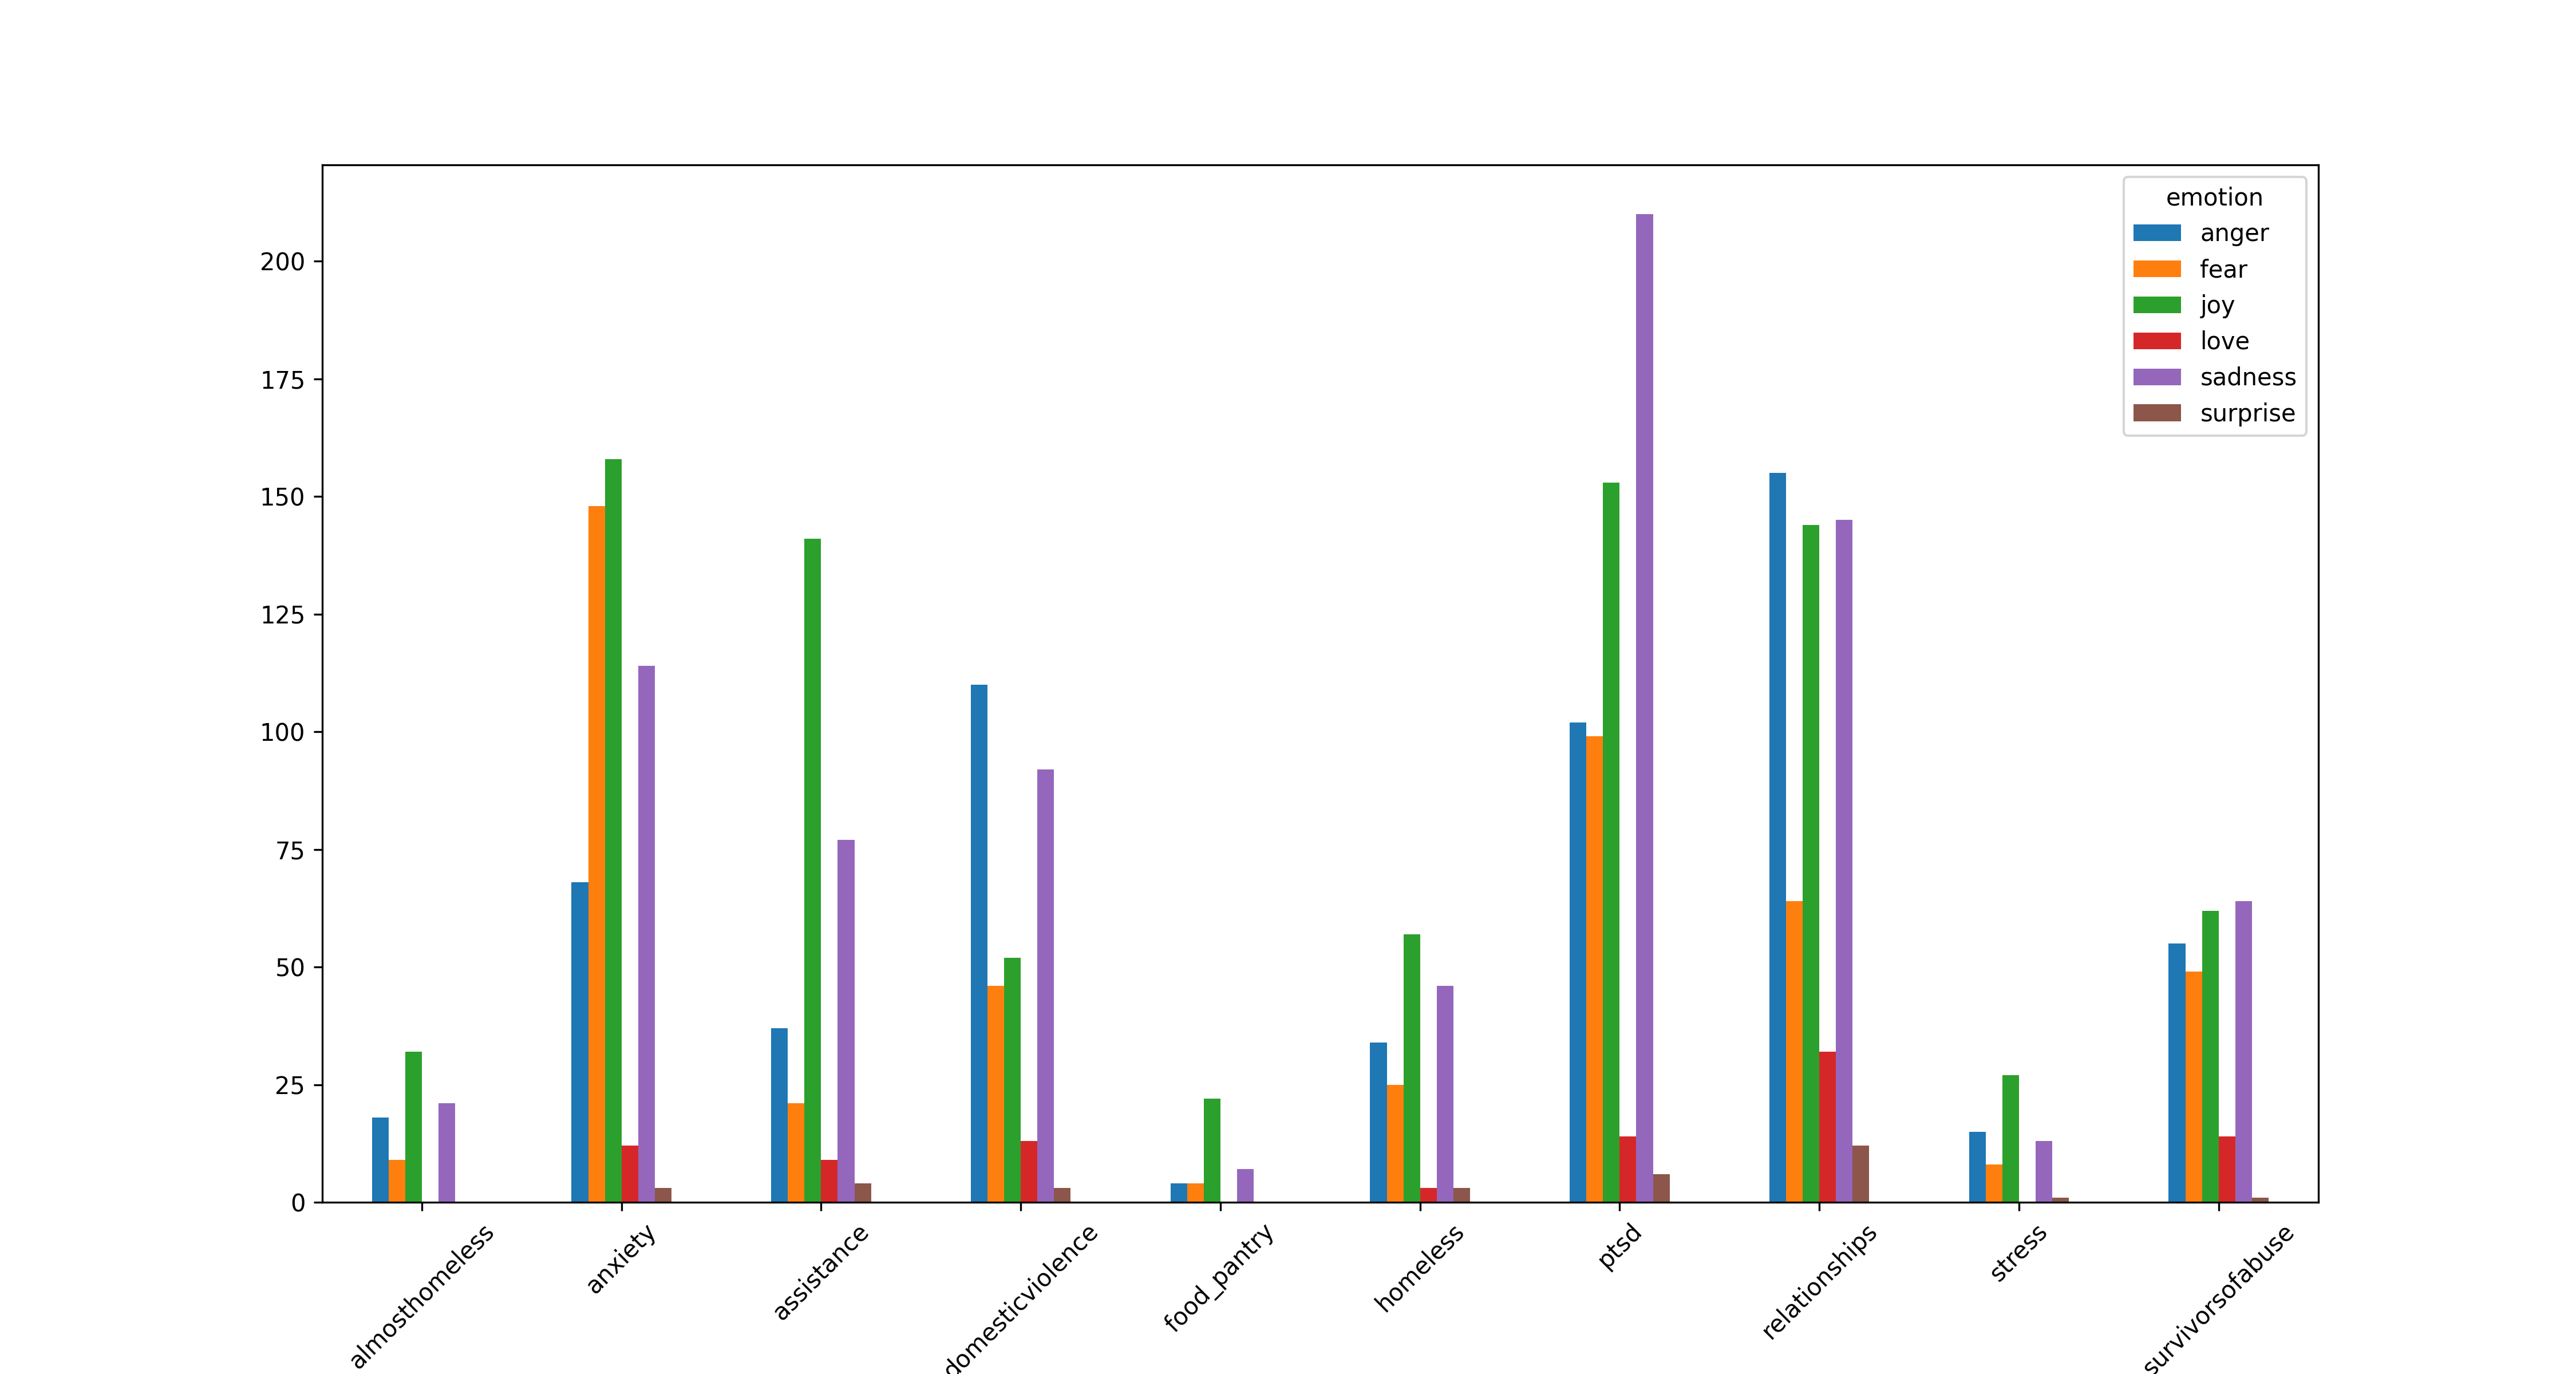 emotion
anger
fear
joy
love
sadness
surprise
200
175
150
125
100
75
50
25
0
almosthomeless
anxiety
assistance
domesticviolence
food_pantry
homeless
ptsd
relationships
stress
survivorsofabuse